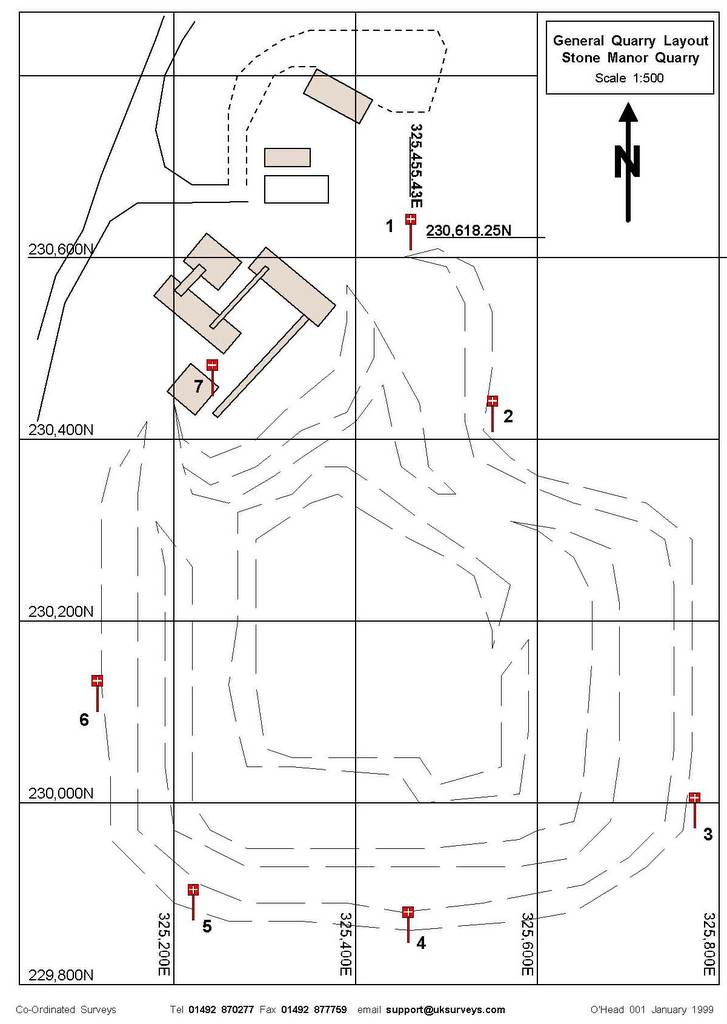 General Quarry Layout
Stone Manor Quarry
Scale 1:500
N
325,455.43E
1
230,618.25N
230,600N
7
2
230,400N
230,200N
6
230,000N
3
5
4
325,200E
325,400E
325,600E
325,800E
229,800N
Co-Ordinated Surveys Tel 01492 870277 Fax 01492 877759 email support@uksurveys.com O'Head 001 January 1999